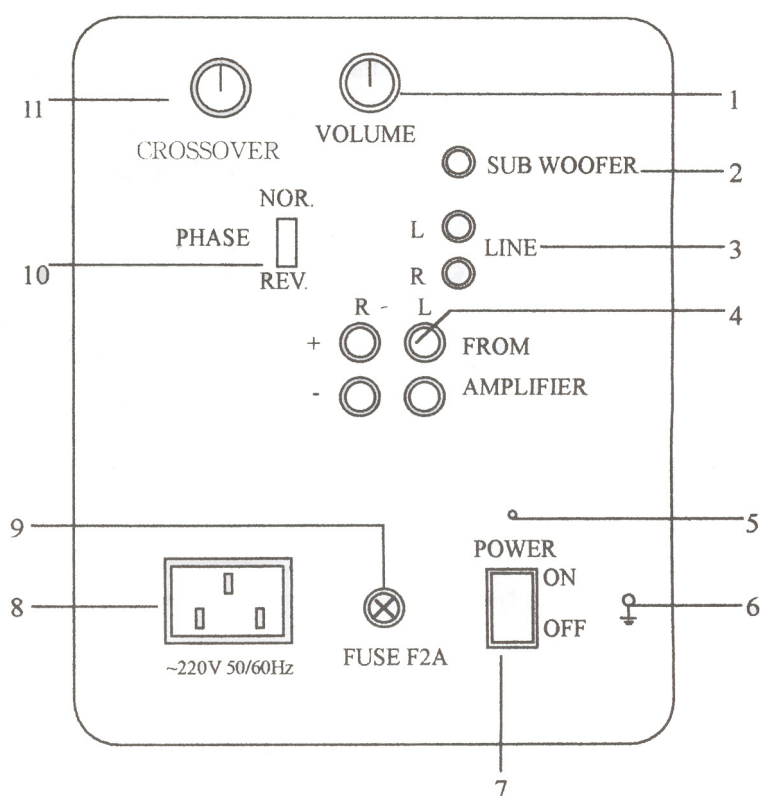 11
1
CROSSOVER
VOLUME
SUB WOOFER
2
NOR.
PHASE
L
LINE
3
10
REV.
R
R - L
4
+
FROM
-
AMPLIFIER
9
5
POWER
ON
8
6
OFF
FUSE F2A
~220V 50/60Hz
7